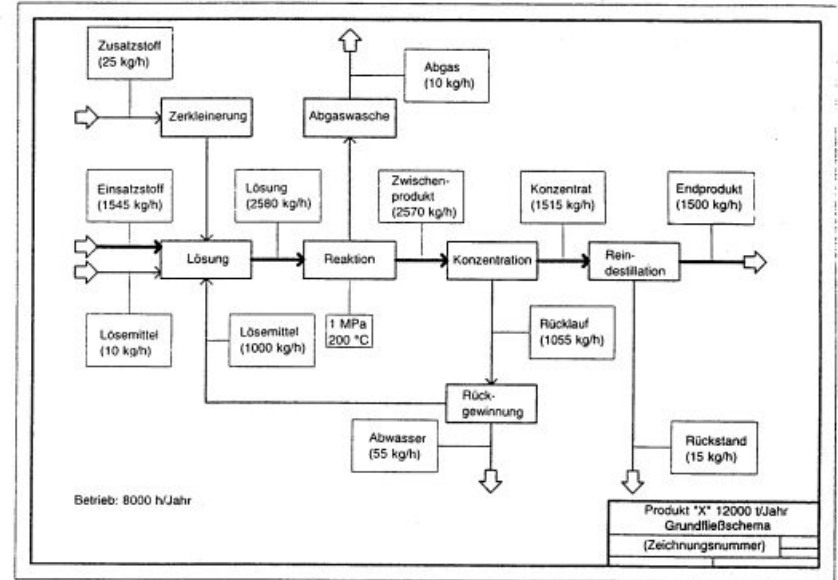 Zusatzstoff
(25 kg/h)
Abgas
(10 kg/h)
Zerkleinerung
Abgaswasche
Einsatzstoff
(1545 kg/h)
Lösung
(2580 kg/h)
Zwischen-
produkt
(2570 kg/h)
Konzentrat
(1515 kg/h)
Endprodukt
(1500 kg/h)
Lösung
Reaktion
Konzentration
Rein-
destillation
Lösemittel
(10 kg/h)
Lösemittel
(1000 kg/h)
1 MPa
200 °C
Rücklauf
(1055 kg/h)
Rück-
gewinnung
Abwasser
(55 kg/h)
Rückstand
(15 kg/h)
Betrieb: 8000 h/Jahr
Produkt "X" 12000 t/Jahr
Grundfließschema
(Zeichnungsnummer)